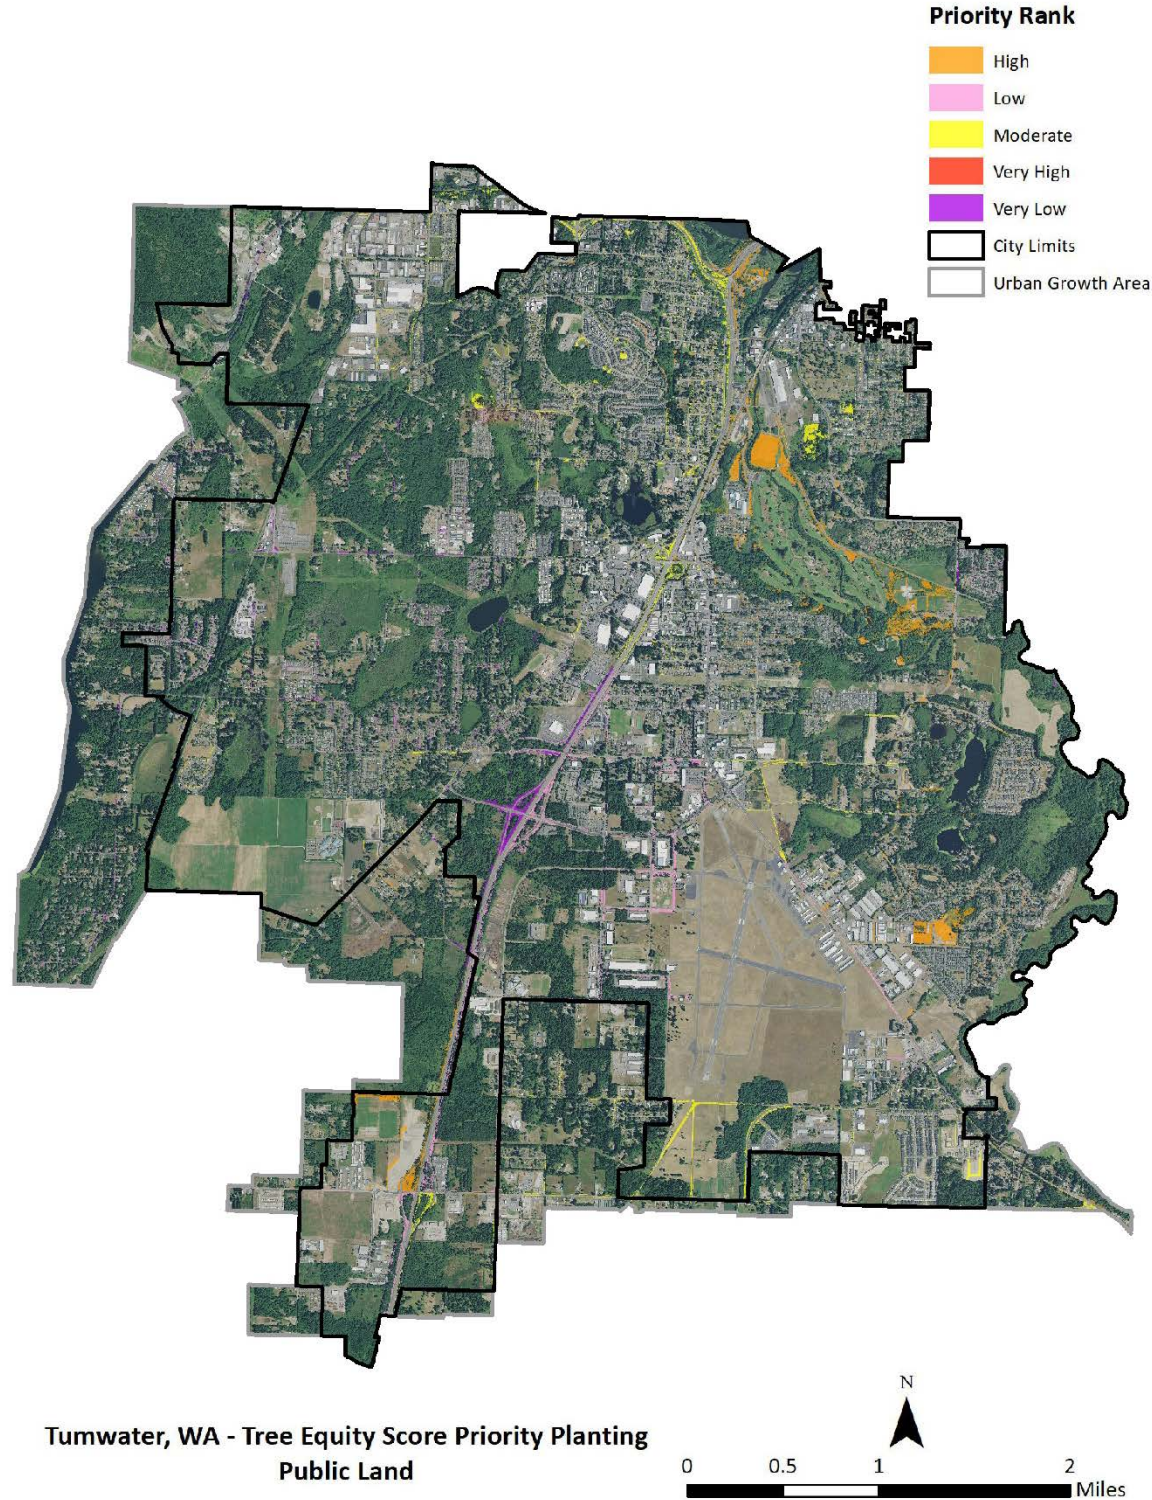 Priority Rank
High
Low
Moderate
Very High
Very Low
City Limits
Urban Growth Area
N
Tumwater, WA - Tree Equity Score Priority Planting
Public Land
0 0.5 1 2
Miles